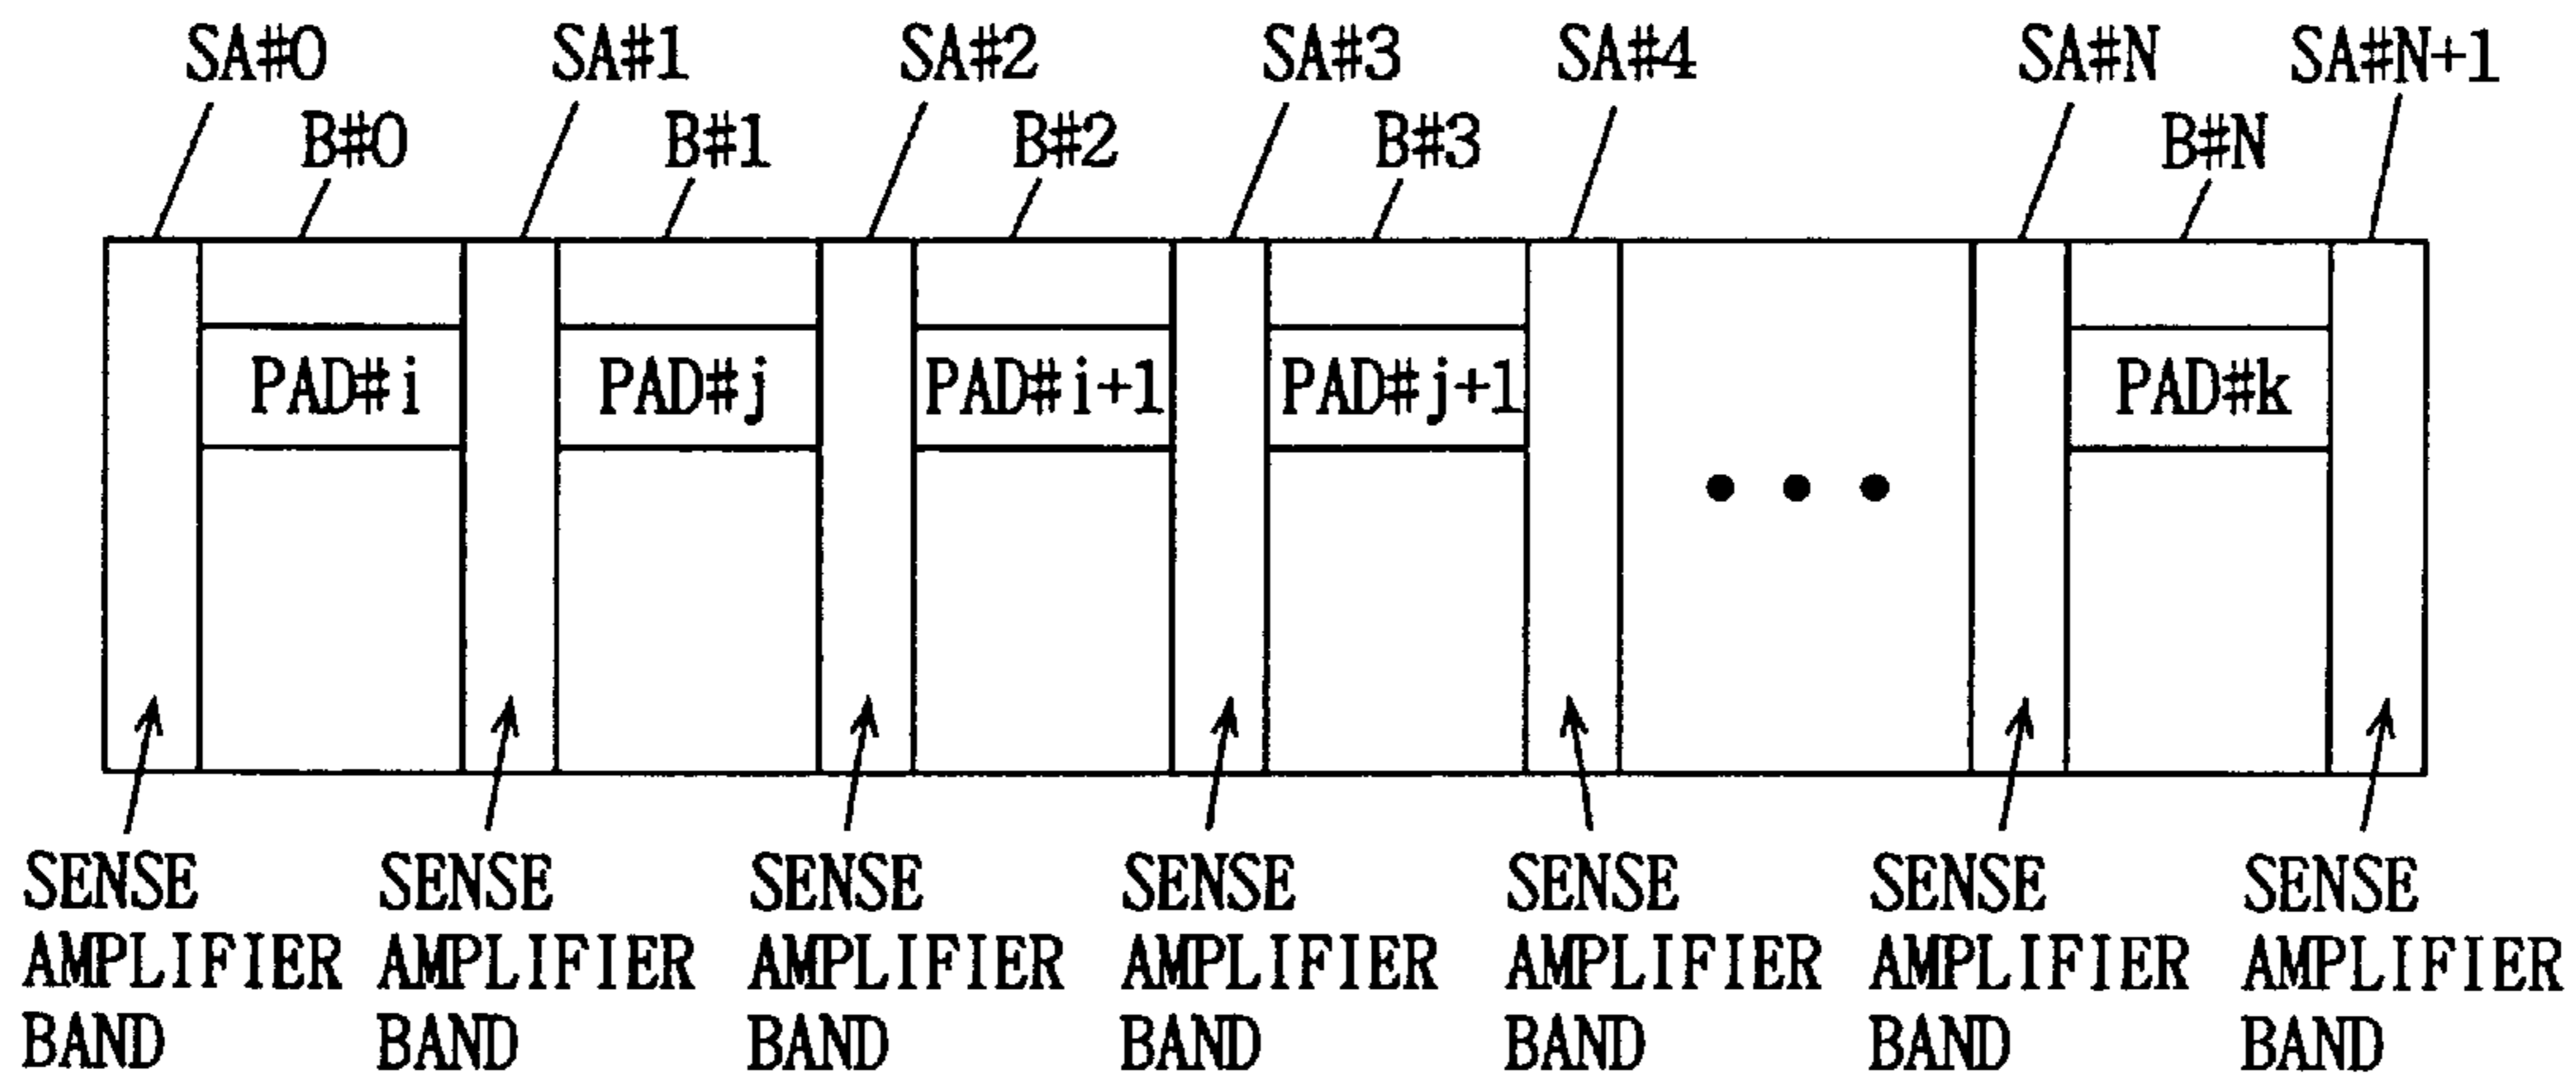 SA#0 SA#1 SA#2 SA#3 SA#4 SA#N SA#N+1
B#0 B#1 B#2 B#3 B#N
PAD#i PAD#j PAD#i+1 PAD#j+1 PAD#k
SENSE SENSE SENSE SENSE SENSE SENSE SENSE
AMPLIFIER AMPLIFIER AMPLIFIER AMPLIFIER AMPLIFIER AMPLIFIER AMPLIFIER
BAND BAND BAND BAND BAND BAND BAND